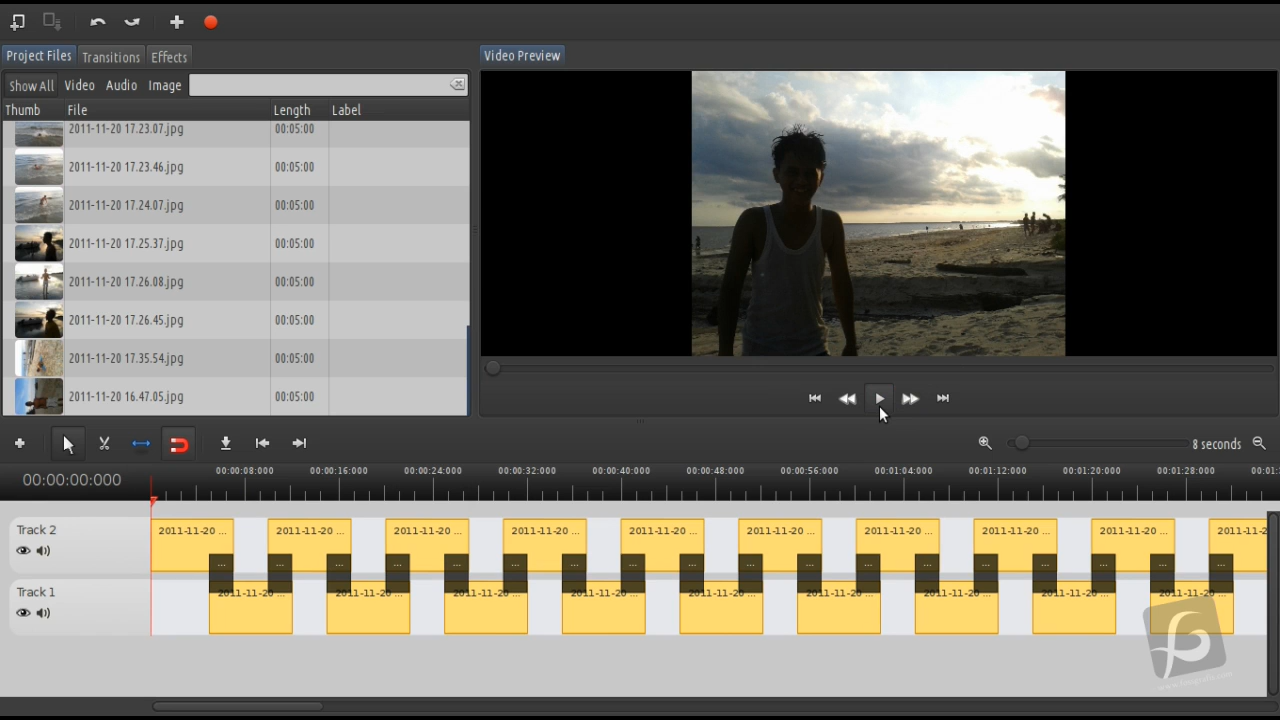 Project Files Transitions Effects
Video Preview
Show All Video Audio Image
Thumb File Length Label
2011-11-20 17.23.07.jpg 00:05:00
2011-11-20 17.23.46.jpg 00:05:00
2011-11-20 17.24.07.jpg 00:05:00
2011-11-20 17.25.37.jpg 00:05:00
2011-11-20 17.26.08.jpg 00:05:00
2011-11-20 17.26.45.jpg 00:05:00
2011-11-20 17.35.54.jpg 00:05:00
2011-11-20 16.47.05.jpg 00:05:00
8 seconds
00:00:00:000
00:00:08:000 00:00:16:000 00:00:24:000 00:00:32:000 00:00:40:000 00:00:48:000 00:00:56:000 00:01:04:000 00:01:12:000 00:01:20:000 00:01:28:000 00:01:
Track 2
2011-11-20 ... 2011-11-20 ... 2011-11-20 ... 2011-11-20 ... 2011-11-20 ... 2011-11-20 ... 2011-11-20 ... 2011-11-20 ... 2011-11-20 ... 2011-11-2
... ... ... ... ... ... ... ... ... ... ... ... ... ... ... ... ... ...
Track 1
2011-11-20 ... 2011-11-20 ... 2011-11-20 ... 2011-11-20 ... 2011-11-20 ... 2011-11-20 ... 2011-11-20 ... 2011-11-20 ... 2011-11-20 ...